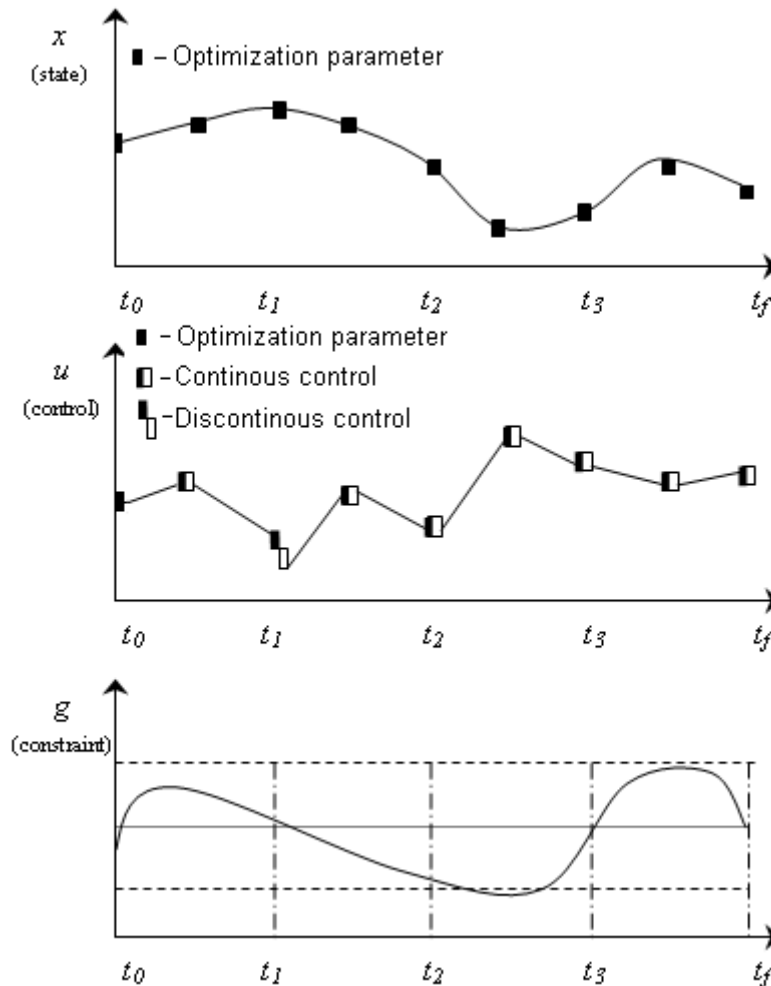 x
(state)
– Optimization parameter
t0 t1 t2 t3 tf
– Optimization parameter
u
(control)
– Continous control
– Discontinous control
t0 t1 t2 t3 tf
g
(constraint)
t0 t1 t2 t3 tf